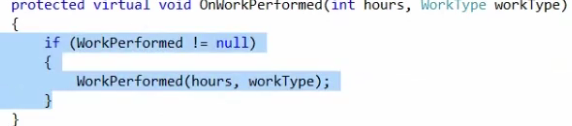 protected virtual void OnWorkPerformed(int hours, WorkType workType)
{
if (WorkPerformed != null)
{
WorkPerformed(hours, workType);
}
}